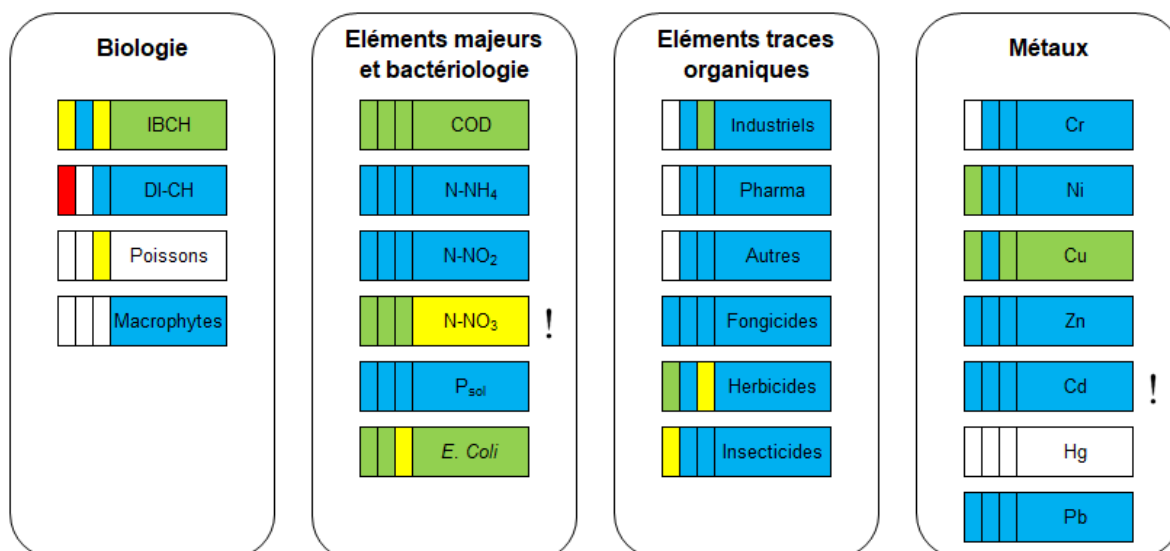 Biologie
IBCH
DI-CH
Poissons
Macrophytes
Eléments majeurs
et bactériologie
COD
N-NH₄
N-NO₂
N-NO₃ !
Psol
E. Coli
Eléments traces
organiques
Industriels
Pharma
Autres
Fongicides
Herbicides
Insecticides
Métaux
Cr
Ni
Cu
Zn
Cd !
Hg
Pb